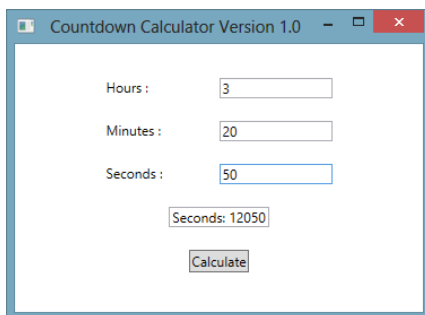 Countdown Calculator Version 1.0
Hours : 3
Minutes : 20
Seconds : 50
Seconds: 12050
Calculate